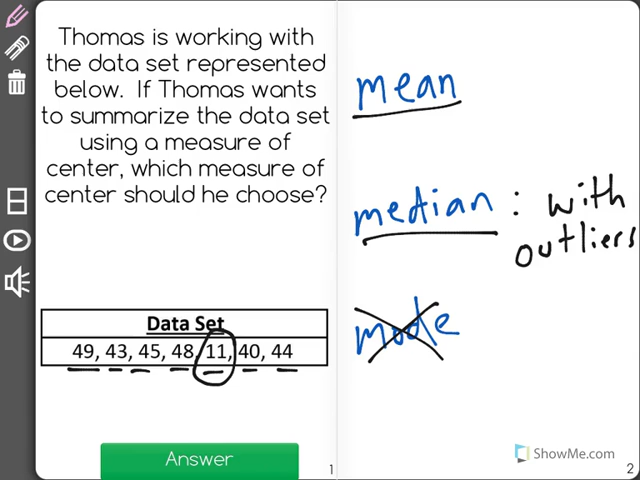 Thomas is working with
the data set represented
below. If Thomas wants
to summarize the data set
using a measure of
center, which measure of
center should he choose?
Data Set
49, 43, 45, 48, 11, 40, 44
Answer
1
mean
median : with
outliers
mode
ShowMe.com
2